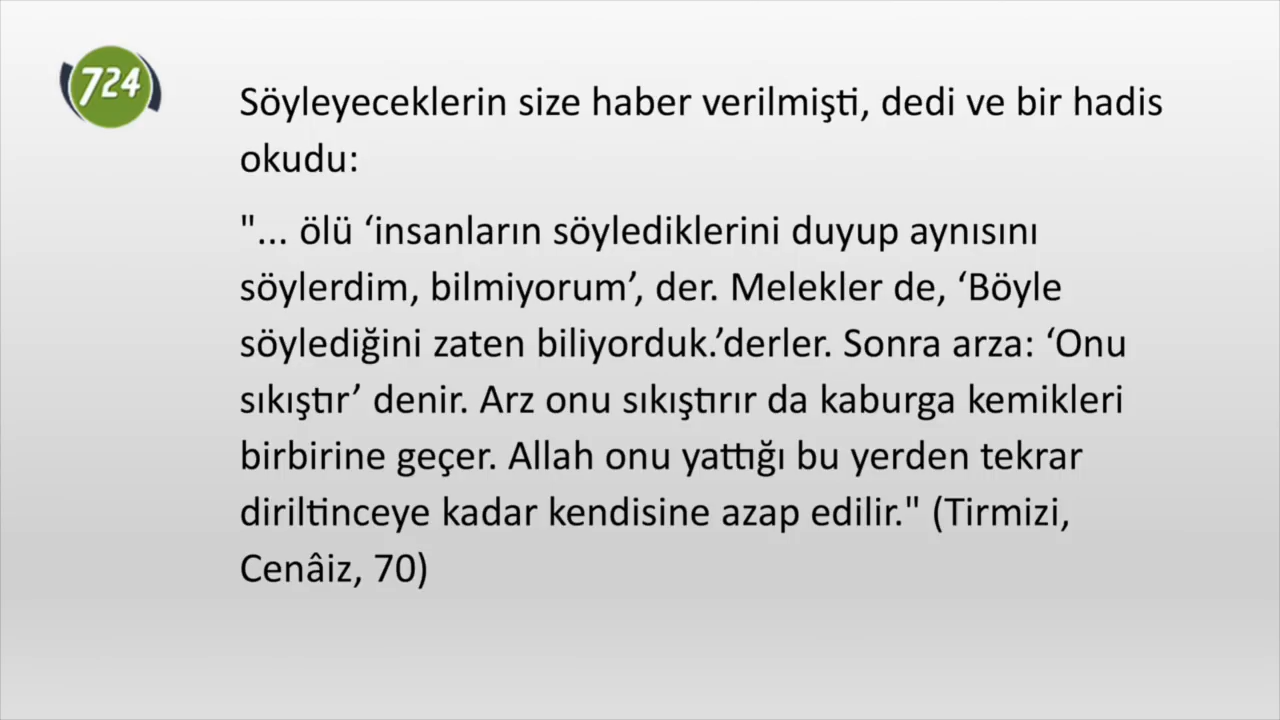 724
Söyleyeceklerin size haber verilmişti, dedi ve bir hadis
okudu:
"... ölü ‘insanların söylediklerini duyup aynısını
söylerdim, bilmiyorum’, der. Melekler de, ‘Böyle
söylediğini zaten biliyorduk.’derler. Sonra arza: ‘Onu
sıkıştır’ denir. Arz onu sıkıştırır da kaburga kemikleri
birbirine geçer. Allah onu yattığı bu yerden tekrar
diriltinceye kadar kendisine azap edilir." (Tirmizi,
Cenâiz, 70)